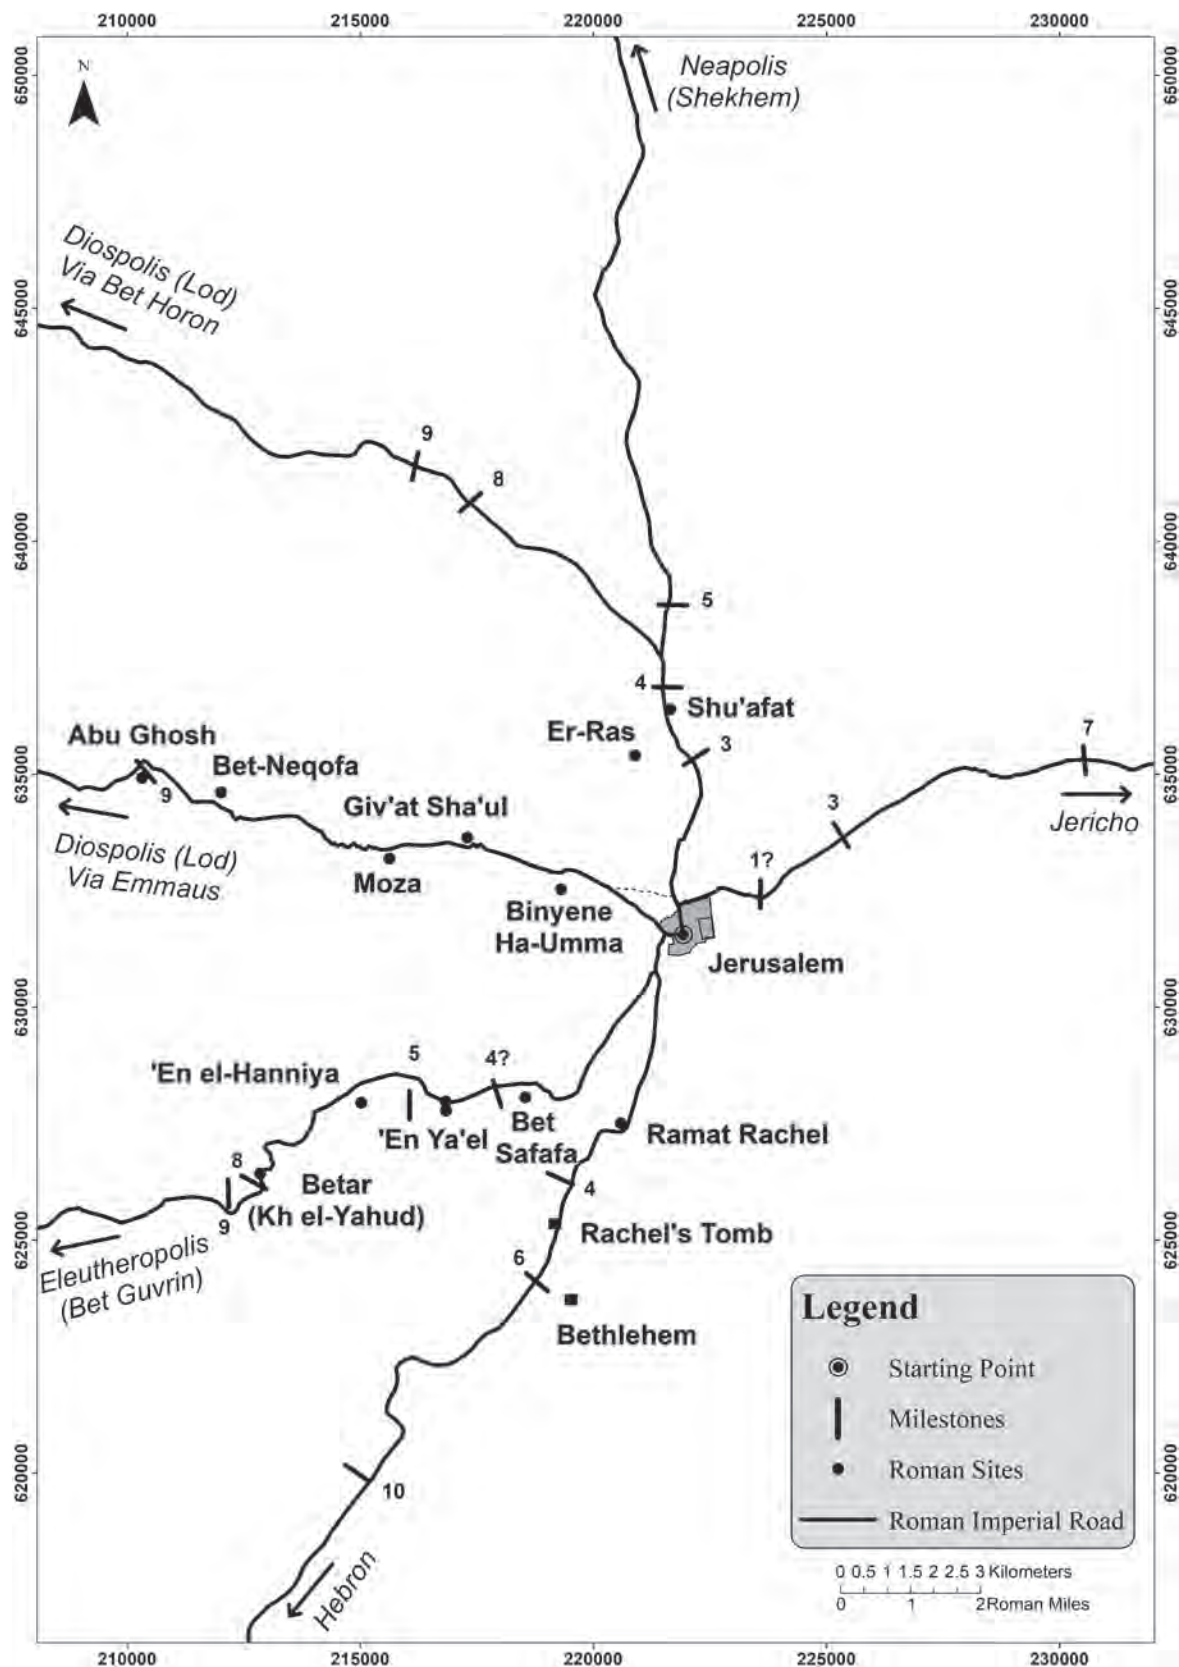 210000
215000
220000
225000
230000
N
650000
650000
Neapolis
(Shekhem)
Diospolis (Lod)
Via Bet Horon
645000
645000
9
8
640000
640000
5
4
Shu'afat
Er-Ras
3
7
Abu Ghosh
Bet-Neqofa
9
635000
635000
Giv'at Sha'ul
3
Jericho
Diospolis (Lod)
Via Emmaus
Moza
1?
Binyene
Ha-Umma
Jerusalem
630000
630000
5
4?
'En el-Hanniya
'En Ya'el
Bet
Safafa
Ramat Rachel
8
Betar
(Kh el-Yahud)
4
9
Rachel's Tomb
625000
625000
Eleutheropolis
(Bet Guvrin)
6
Bethlehem
Legend
Starting Point
Milestones
Roman Sites
Roman Imperial Road
620000
620000
10
Hebron
0 0.5 1 1.5 2 2.5 3 Kilometers
0 1 2 Roman Miles
210000
215000
220000
225000
230000